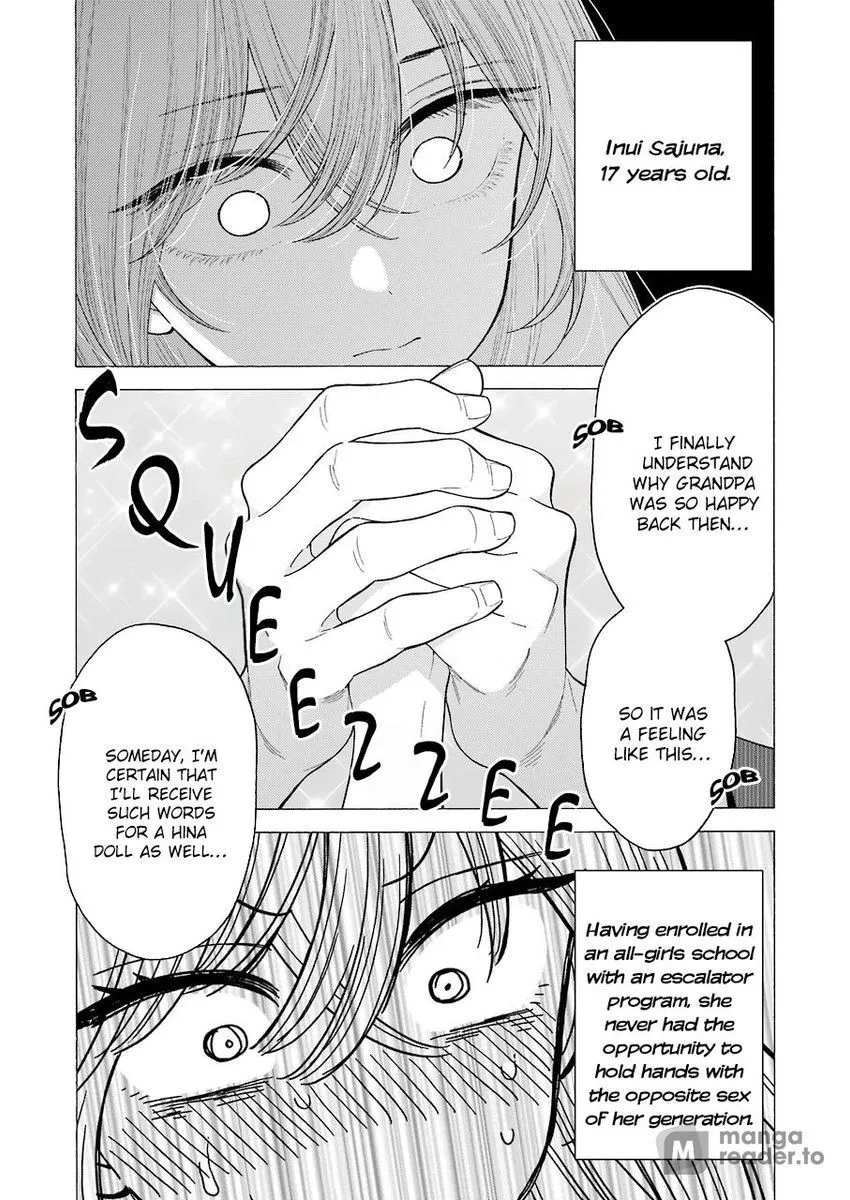 Inui Sajuna,
17 years old.
SOB
I FINALLY
UNDERSTAND
WHY GRANDPA
WAS SO HAPPY
BACK THEN...
SQUEEZZEE
SO IT WAS
A FEELING
LIKE THIS...
SOB
SOB
SOMEDAY, I'M
CERTAIN THAT
I'LL RECEIVE
SUCH WORDS
FOR A HINA
DOLL AS WELL...
Having enrolled in
an all-girls school
with an escalator
program, she
never had the
opportunity to
hold hands with
the opposite sex
of her generation.
M manga
reader.to